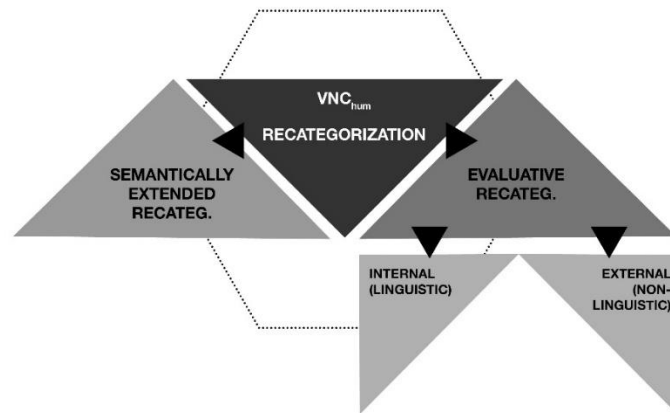 VNChum
RECATEGORIZATION
SEMANTICALLY
EXTENDED
RECATEG.
EVALUATIVE
RECATEG.
INTERNAL
(LINGUISTIC)
EXTERNAL
(NON-
LINGUISTIC)